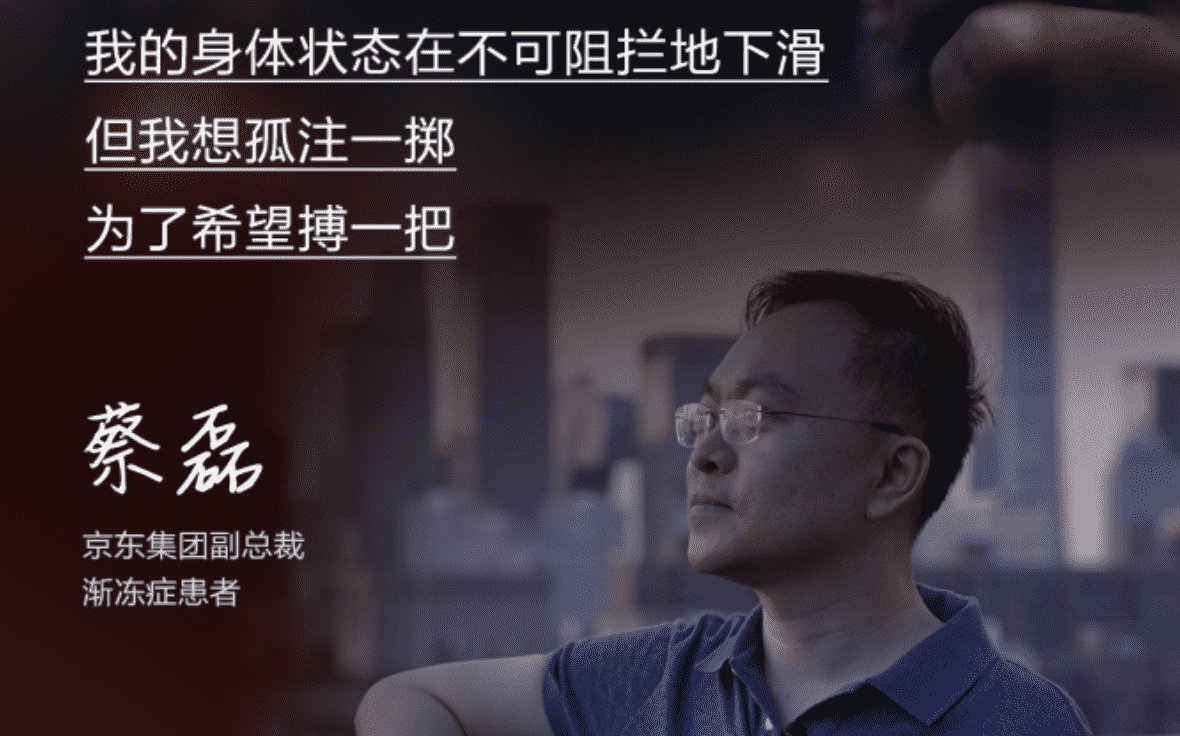 我的身体状态在不可阻拦地下滑
但我想孤注一掷
为了希望搏一把
蔡磊
京东集团副总裁
渐冻症患者